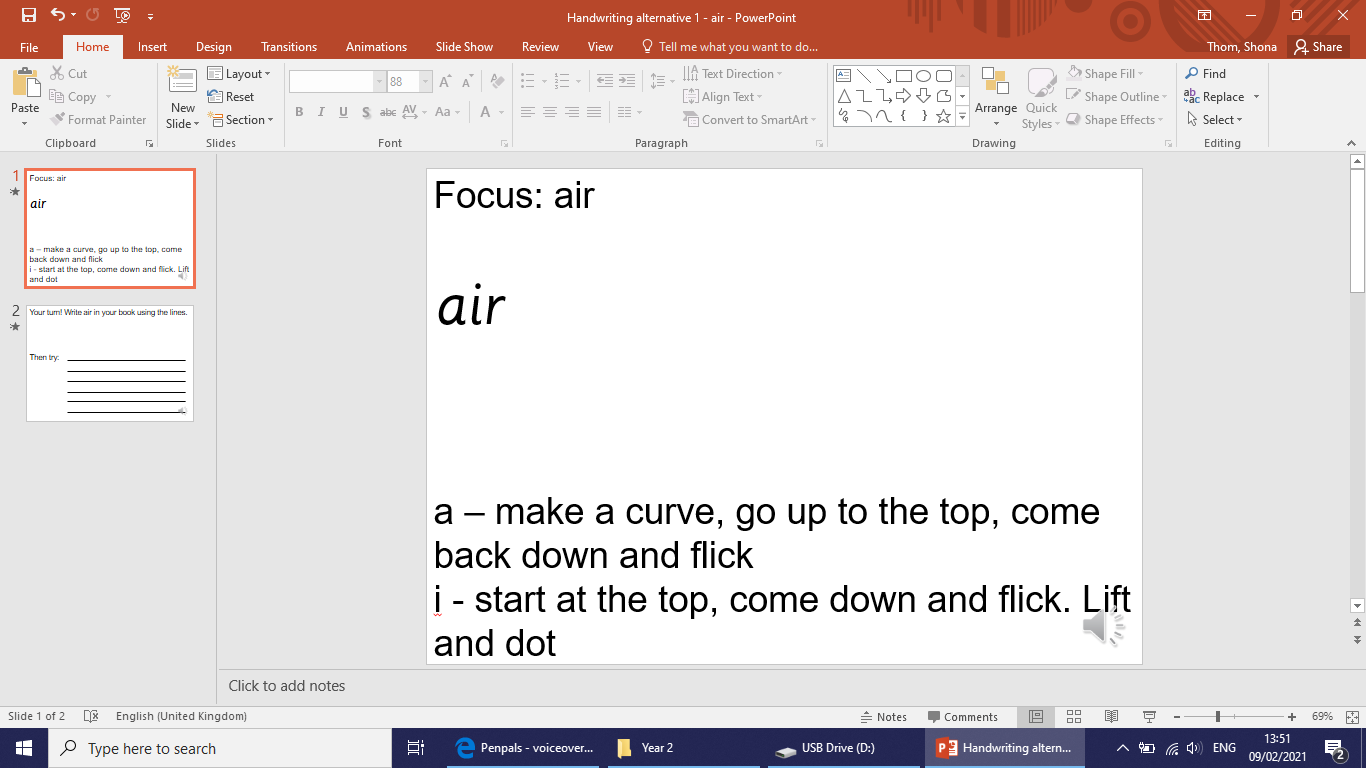 Handwriting alternative 1 - air - PowerPoint
File Home Insert Design Transitions Animations Slide Show Review View Tell me what you want to do... Thom, Shona Share
Paste
Cut
Copy
Format Painter
Clipboard
New
Slide
Layout
Reset
Section
Slides
88
B I U S abc AV Aa A
Font
Text Direction
Align Text
Convert to SmartArt
Paragraph
Arrange
Quick
Styles
Shape Fill
Shape Outline
Shape Effects
Drawing
Find
Replace
Select
Editing
1
Focus: air
air
a – make a curve, go up to the top, come
back down and flick
i - start at the top, come down and flick. Lift
and dot
2
Your turn! Write air in your book using the lines.
Then try:
Focus: air
air
a – make a curve, go up to the top, come
back down and flick
i - start at the top, come down and flick. Lift
and dot
Click to add notes
Slide 1 of 2 English (United Kingdom) Notes Comments 69%
Type here to search Penpals - voiceover... Year 2 USB Drive (D:) Handwriting altern... ENG
13:51
09/02/2021
2